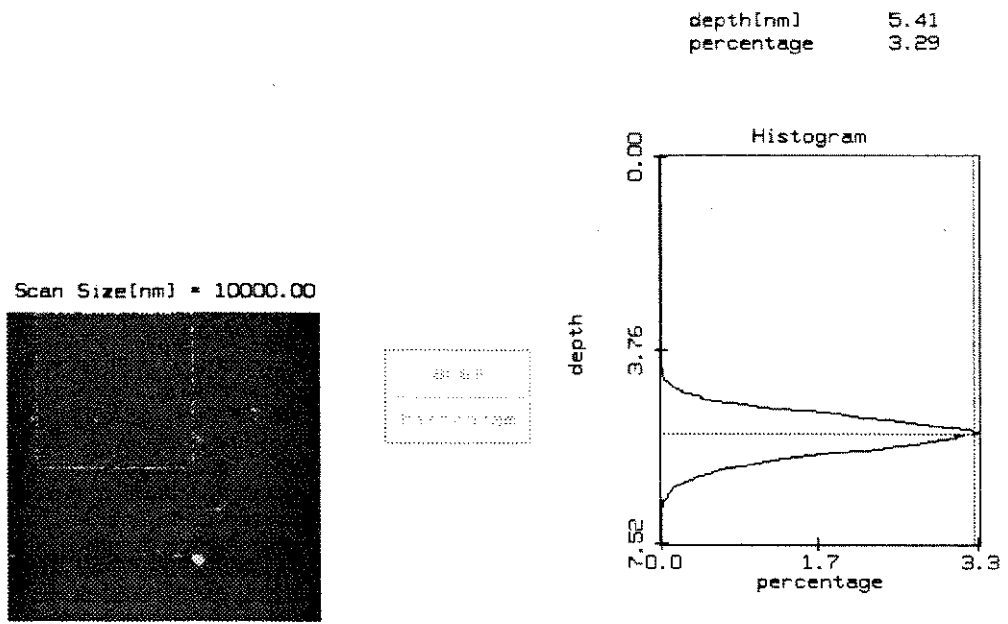 depth[nm] 5.41
percentage 3.29
Histogram
0.00
3.76
7.52
depth
0.0
1.7
3.3
percentage
Scan Size[nm] = 10000.00